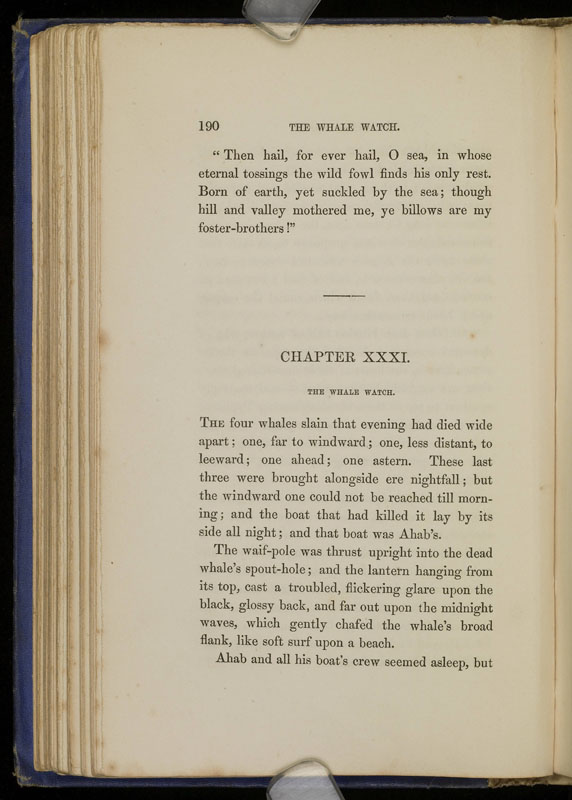 190 THE WHALE WATCH.
“ Then hail, for ever hail, O sea, in whose
eternal tossings the wild fowl finds his only rest.
Born of earth, yet suckled by the sea; though
hill and valley mothered me, ye billows are my
foster-brothers!”
CHAPTER XXXI.
THE WHALE WATCH.
THE four whales slain that evening had died wide
apart; one, far to windward; one, less distant, to
leeward; one ahead; one astern. These last
three were brought alongside ere nightfall; but
the windward one could not be reached till morn-
ing; and the boat that had killed it lay by its
side all night; and that boat was Ahab's.
The waif-pole was thrust upright into the dead
whale's spout-hole; and the lantern hanging from
its top, cast a troubled, flickering glare upon the
black, glossy back, and far out upon the midnight
waves, which gently chafed the whale's broad
flank, like soft surf upon a beach.
Ahab and all his boat's crew seemed asleep, but